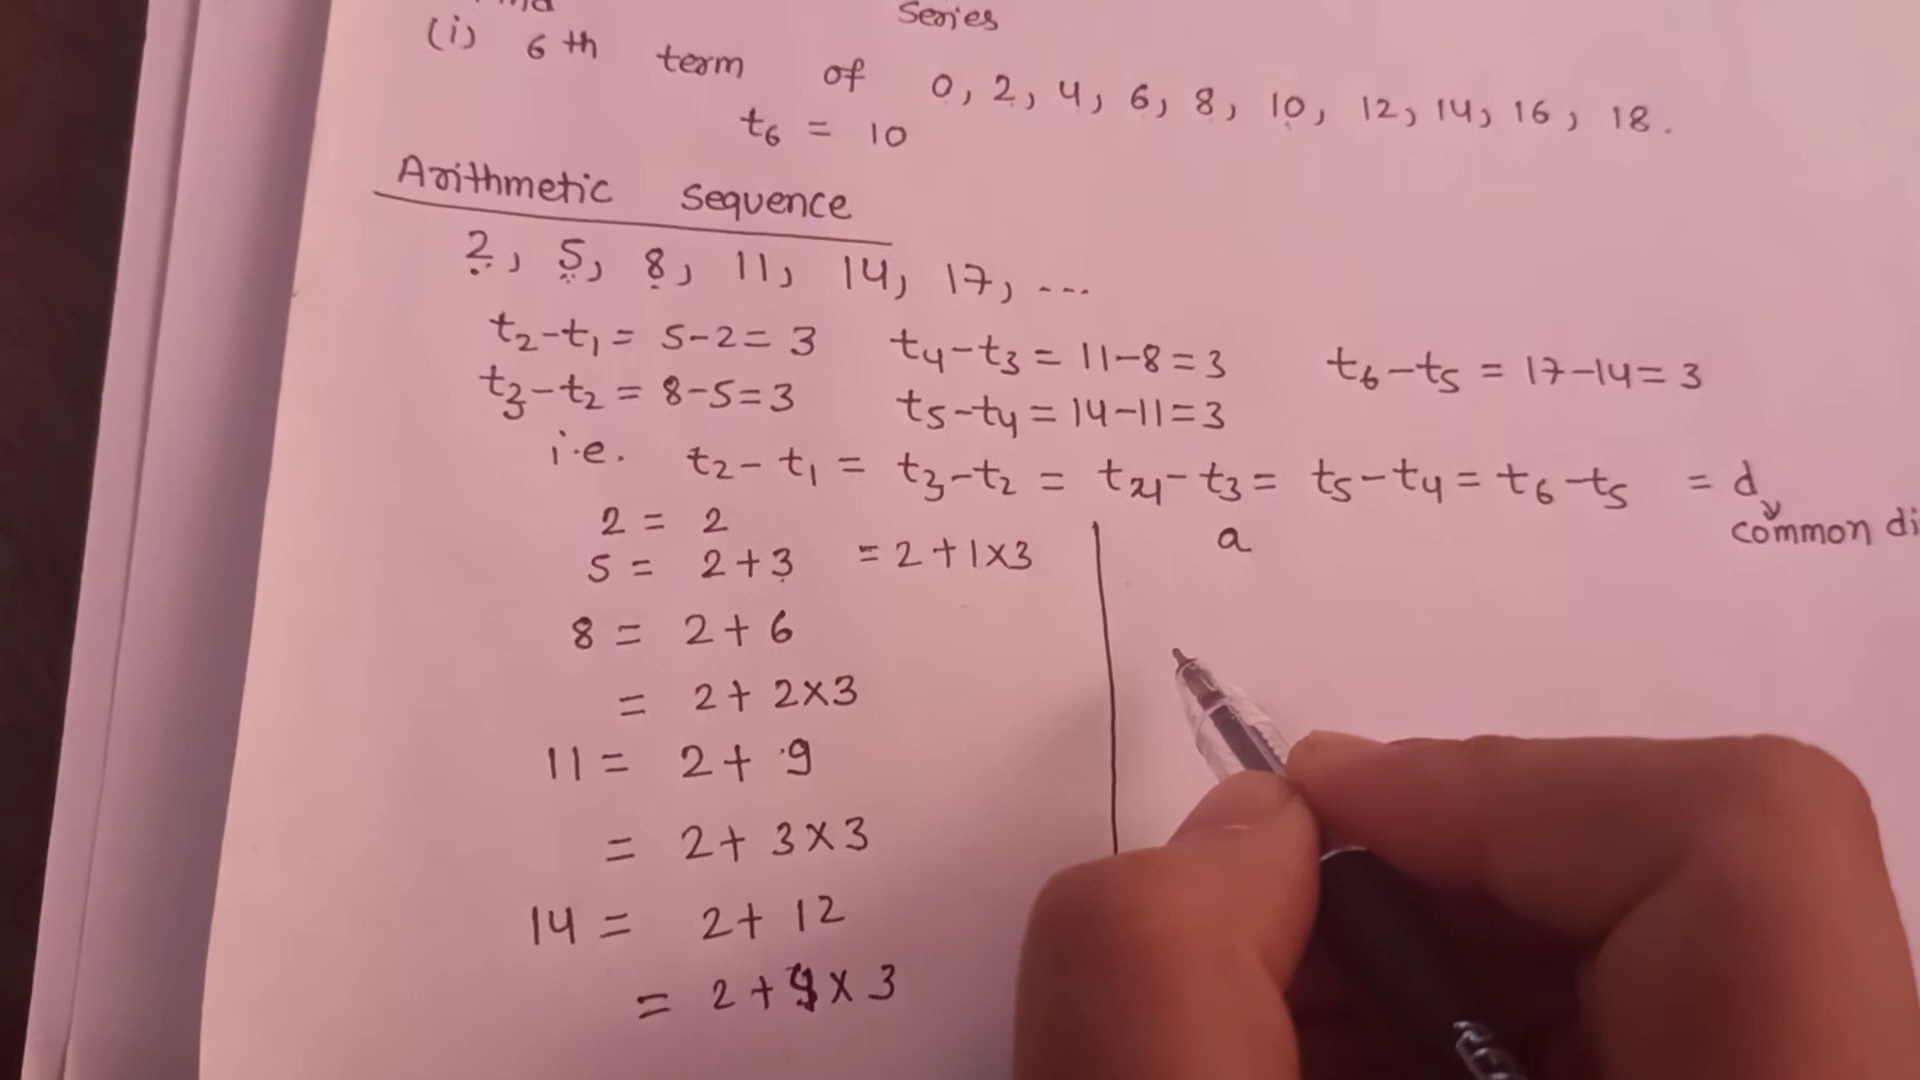 Series
(i) 6th term of 0, 2, 4, 6, 8, 10, 12, 14, 16, 18.
t6 = 10
Arithmetic sequence
2, 5, 8, 11, 14, 17, ...
t2-t1 = 5-2= 3 t4-t3 = 11-8=3 t6-t5 = 17-14= 3
t3-t2 = 8-5=3 t5-t4 = 14-11=3
i.e. t2-t1 = t3-t2 = t4-t3= t5-t4 = t6-t5 = d
common di
2 = 2
a
5 = 2+3 = 2+1×3
8 = 2+6
= 2+2×3
11 = 2+9
= 2+3×3
14 = 2+12
= 2+4×3